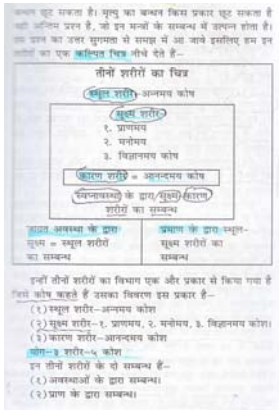 बन्धन छूट सकता है। मृत्यु का बन्धन किस प्रकार छूट सकता है
यही अन्तिम प्रश्न है, जो इन मन्त्रों के सम्बन्ध में उत्पन्न होता है।
इस प्रश्न का उत्तर सुगमता से समझ में आ जावे इसलिए हम इन
शरीरों का एक कल्पित चित्र नीचे देते हैं–
तीनों शरीरों का चित्र
स्थूल शरीर-अन्नमय कोष
सूक्ष्म शरीर-
१. प्राणमय
२. मनोमय
३. विज्ञानमय कोष
कारण शरीर = आनन्दमय कोष
स्वप्नावस्था के द्वारा सूक्ष्म कारण
शरीरों का सम्बन्ध
जाग्रत अवस्था के द्वारा
सूक्ष्म = स्थूल शरीरों
का सम्बन्ध
प्रमाण के द्वारा स्थूल-
सूक्ष्म शरीरों का
सम्बन्ध
इन्हीं तीनों शरीरों का विभाग एक और प्रकार से किया गया है
जिसे कोष कहते हैं उसका विवरण इस प्रकार है–
(१) स्थूल शरीर-अन्नमय कोश
(२) सूक्ष्म शरीर-१. प्राणमय, २. मनोमय, ३. विज्ञानमय कोश।
(३) कारण शरीर-आनन्दमय कोश
योग-३ शरीर-५ कोश
इन तीनों शरीरों के दो सम्बन्ध हैं–
(१) अवस्थाओं के द्वारा सम्बन्ध।
(२) प्राण के द्वारा सम्बन्ध।